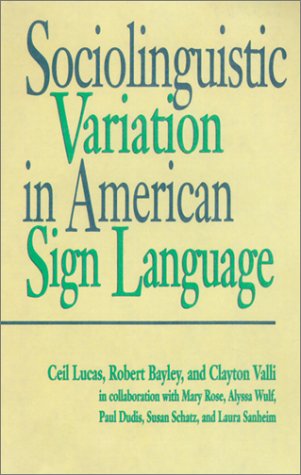 Sociolinguistic
Variation
in American
Sign Language
Ceil Lucas, Robert Bayley, and Clayton Valli
in collaboration with Mary Rose, Alyssa Wulf,
Paul Dudis, Susan Schatz, and Laura Sanheim